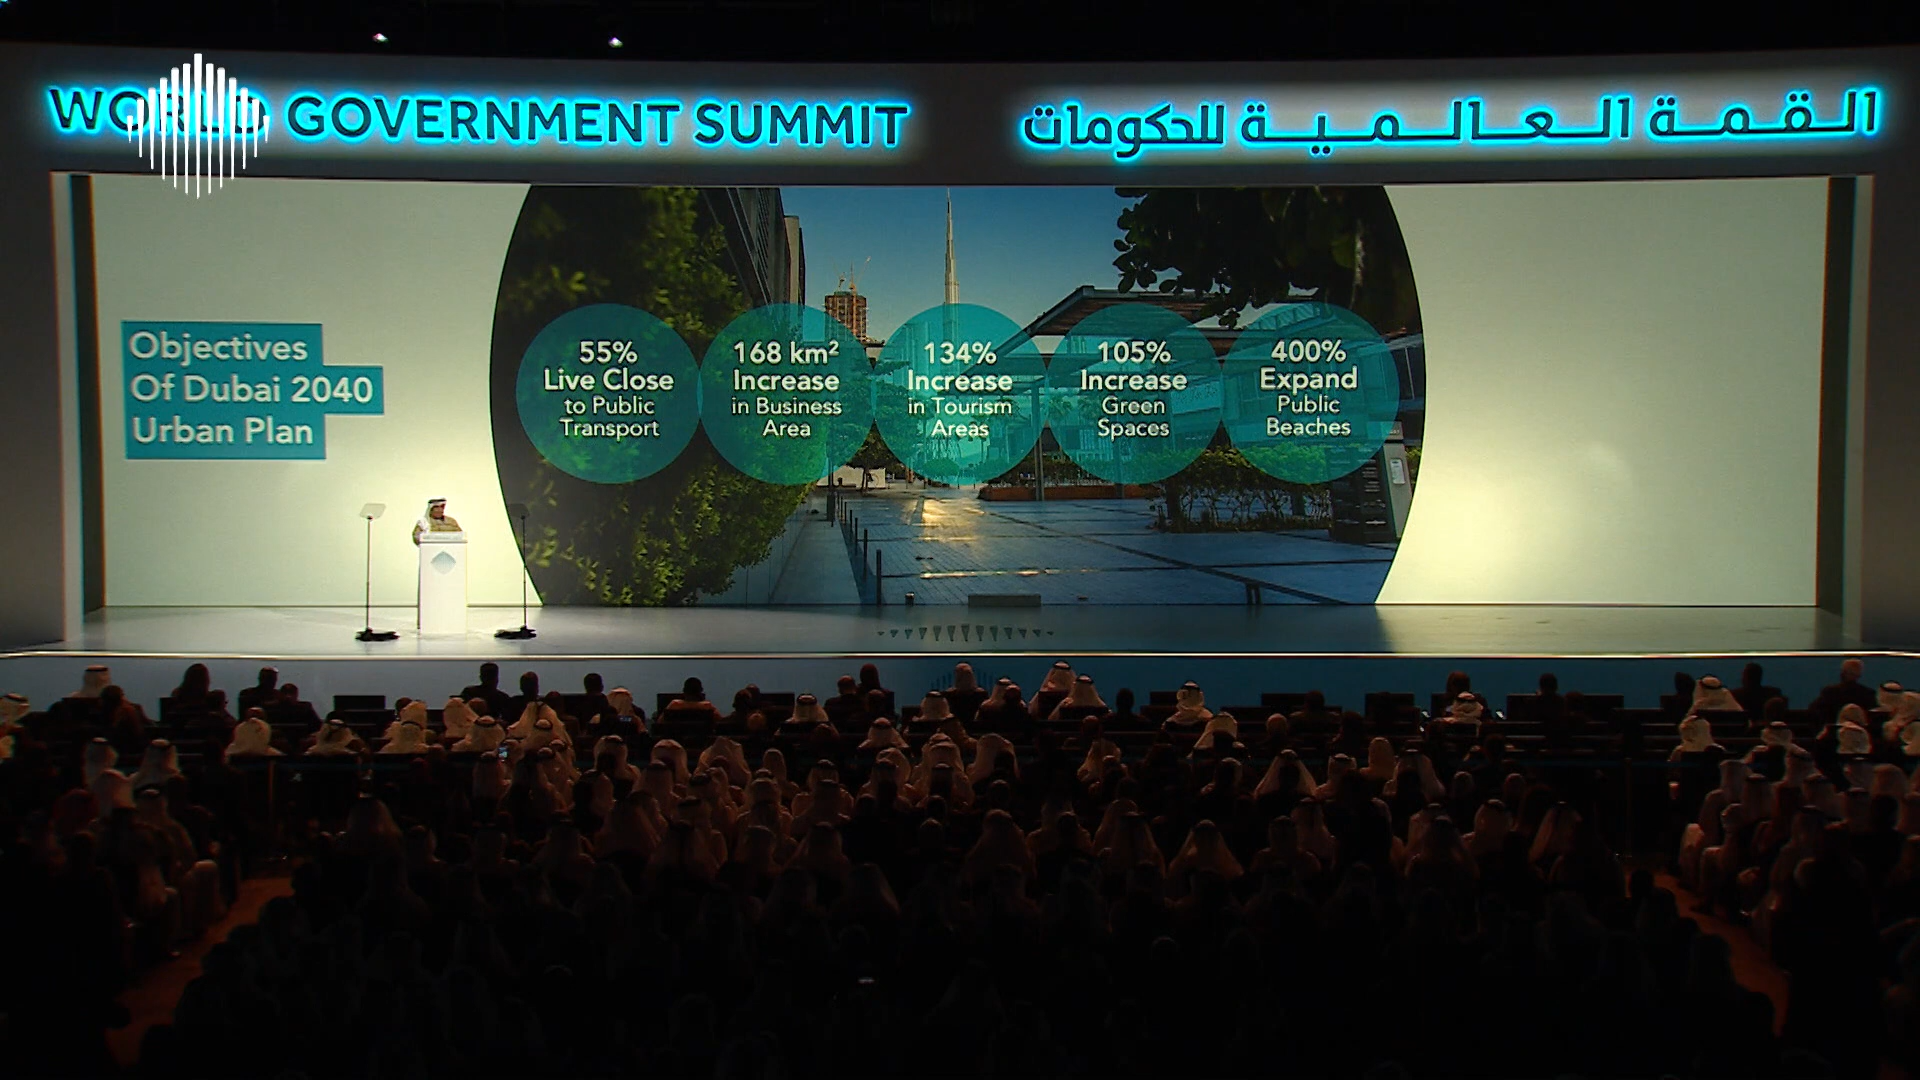 WORLD GOVERNMENT SUMMIT
القمة العالمية للحكومات
Objectives
Of Dubai 2040
Urban Plan
55%
Live Close
to Public
Transport
168 km²
Increase
in Business
Area
134%
Increase
in Tourism
Areas
105%
Increase
Green
Spaces
400%
Expand
Public
Beaches